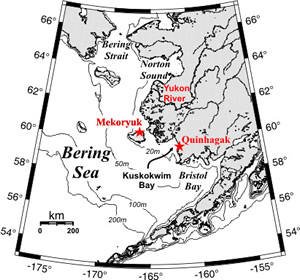 66°
66°
Bering
Strait
64°
Norton
Sound
64°
62°
Yukon
River
62°
Mekoryuk
60°
Quinhagak
60°
20m
Bering
Sea
50m
Kuskokwim
Bay
Bristol
Bay
58°
58°
100m
km
200m
56°
0
200
56°
54°
54°
-175°
-170°
-165°
-160°
-155°